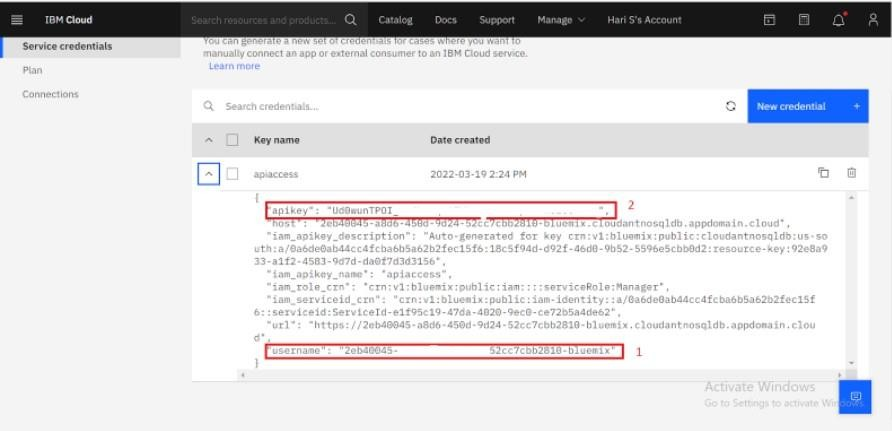 IBM Cloud Search resources and products... Catalog Docs Support Manage Hari S's Account
Service credentials
Plan
Connections
You can generate a new set of credentials for cases where you want to
manually connect an app or external consumer to an IBM Cloud service.
Learn more
Search credentials... New credential +
Key name Date created
apiaccess 2022-03-19 2:24 PM
{
"apikey": "Ud0wunTPOI_ ", 2
"host": "2eb40045-a8d6-450d-9d24-52cc7cbb2810-bluemix.cloudantnosqldb.appdomain.cloud",
"iam_apikey_description": "Auto-generated for key crn:v1:bluemix:public:cloudantnosqldb:us-so
uth:a/0a6de0ab44cc4fcba6b5a62b2fec15f6:18c5f94d-d92f-46d0-9b52-5596e5cbb0d2:resource-key:92e8a9
33-a1f2-4583-9d7d-da0f7d3d3156",
"iam_apikey_name": "apiaccess",
"iam_role_crn": "crn:v1:bluemix:public:iam::::serviceRole:Manager",
"iam_serviceid_crn": "crn:v1:bluemix:public:iam-identity::a/0a6de0ab44cc4fcba6b5a62b2fec15f
6::serviceid:ServiceId-e1f95c19-47da-4020-9ec0-ce72b5a4de62",
"url": "https://2eb40045-a8d6-450d-9d24-52cc7cbb2810-bluemix.cloudantnosqldb.appdomain.clou
d",
"username": "2eb40045- 52cc7cbb2810-bluemix" 1
}
Activate Windows
Go to Settings to activate Windows.